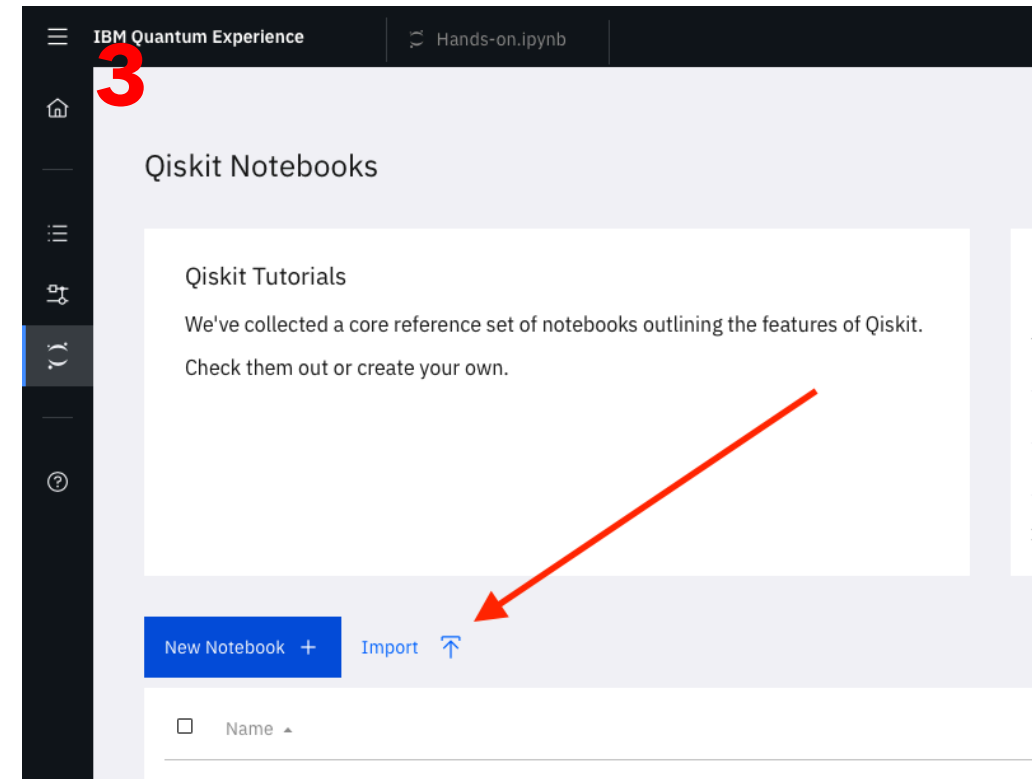 IBM Quantum Experience
Hands-on.ipynb
3
Qiskit Notebooks
Qiskit Tutorials
We've collected a core reference set of notebooks outlining the features of Qiskit.
Check them out or create your own.
New Notebook +
Import
Name